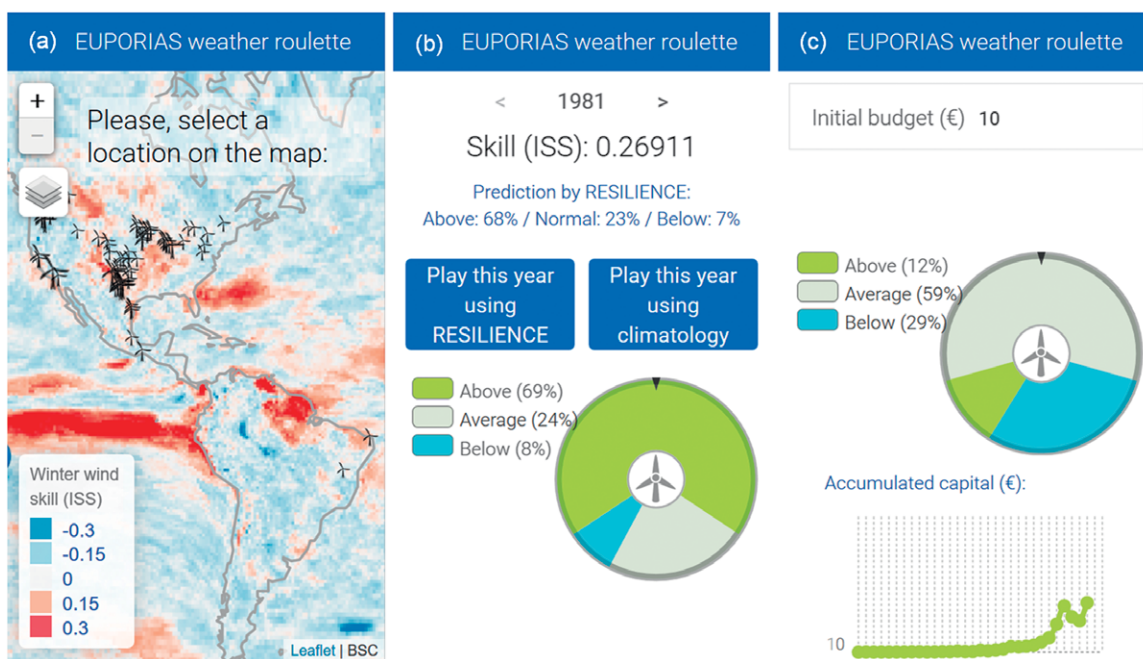 (a) EUPORIAS weather roulette
+
Please, select a
location on the map:
−
Winter wind
skill (ISS)
-0.3
-0.15
0
0.15
0.3
Leaflet | BSC
(b) EUPORIAS weather roulette
< 1981 >
Skill (ISS): 0.26911
Prediction by RESILIENCE:
Above: 68% / Normal: 23% / Below: 7%
Play this year
using
RESILIENCE
Play this year
using
climatology
Above (69%)
Average (24%)
Below (8%)
(c) EUPORIAS weather roulette
Initial budget (€) 10
Above (12%)
Average (59%)
Below (29%)
Accumulated capital (€):
10